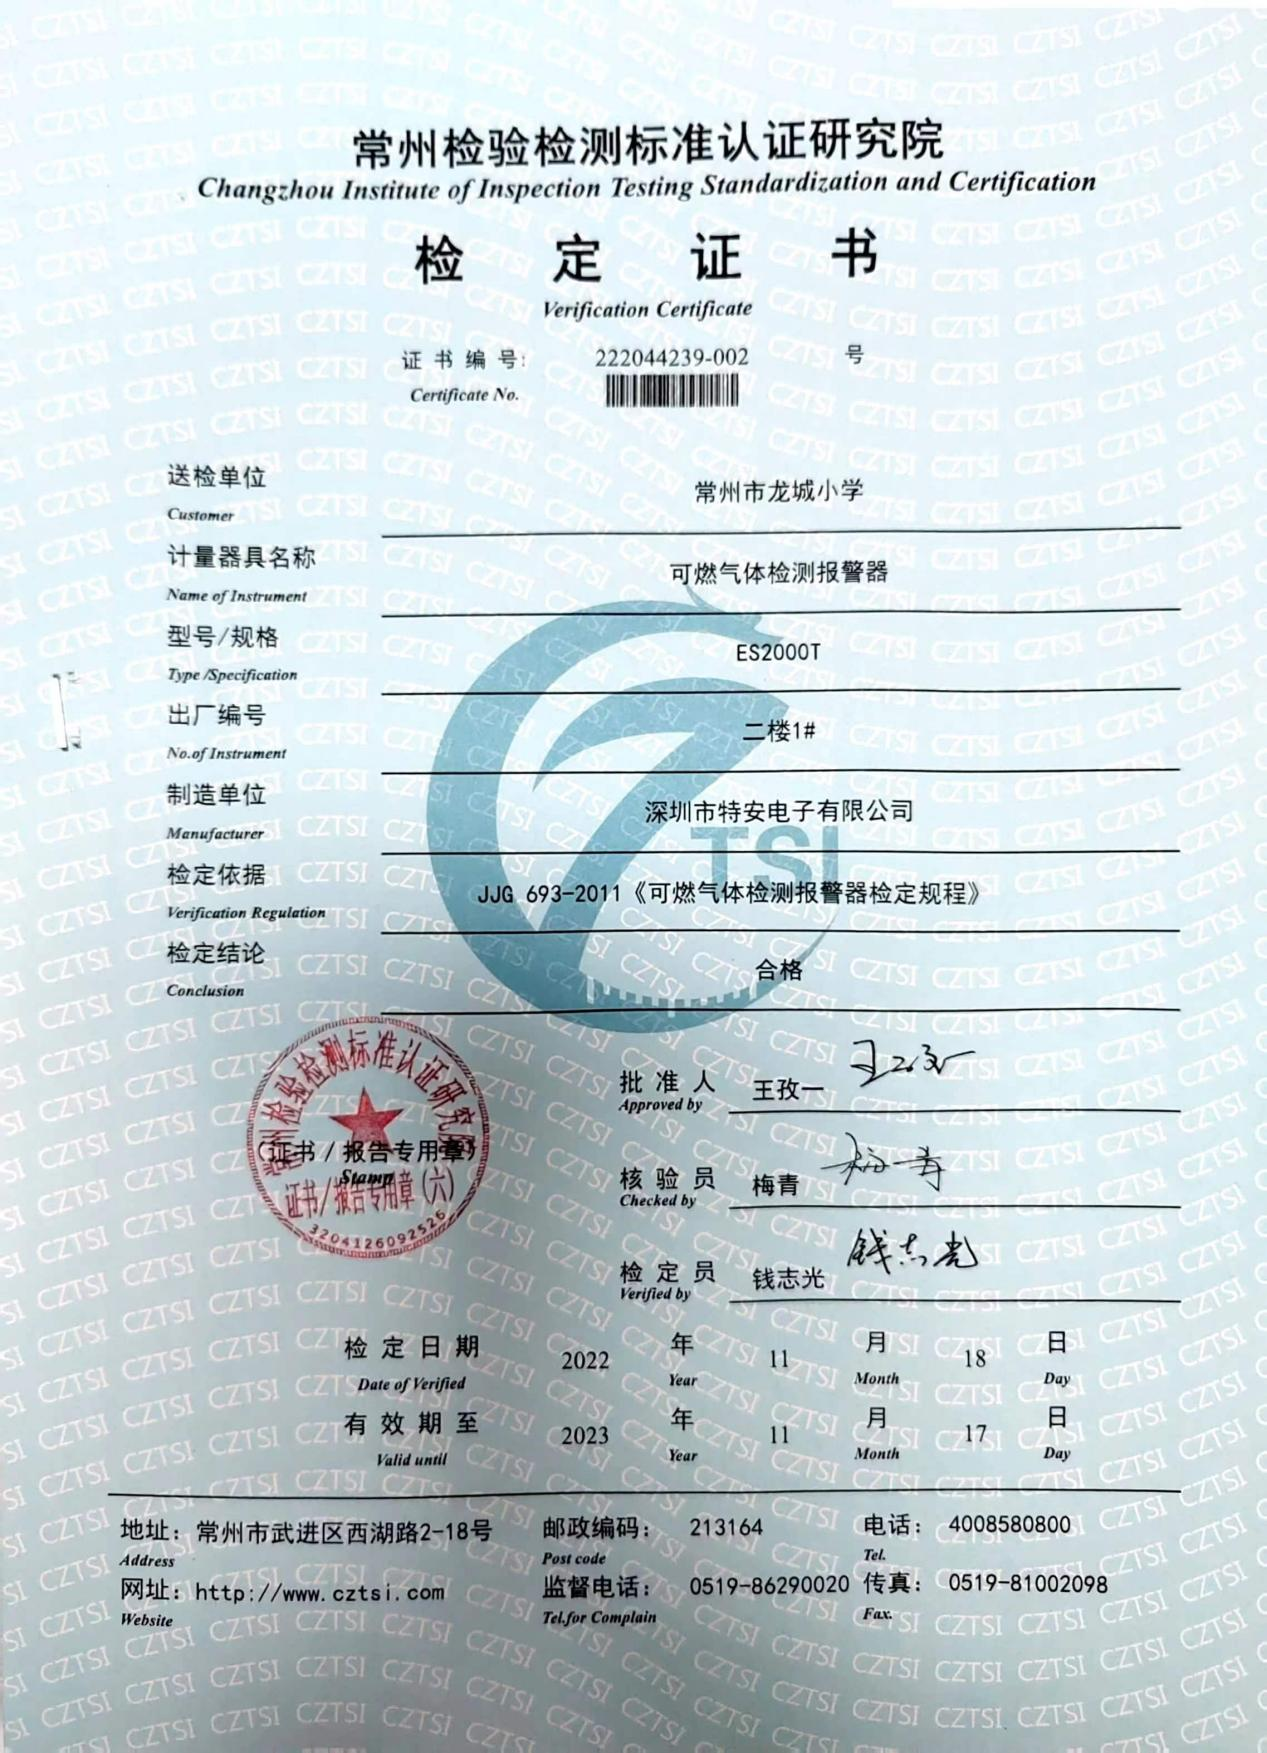 常州检验检测标准认证研究院
Changzhou Institute of Inspection Testing Standardization and Certification
检定证书
Verification Certificate
证书编号： 222044239-002 号
Certificate No.
送检单位 常州市龙城小学
Customer
计量器具名称 可燃气体检测报警器
Name of Instrument
型号/规格 ES2000T
Type /Specification
出厂编号 二楼1#
No.of Instrument
制造单位 深圳市特安电子有限公司
Manufacturer
TSI
检定依据 JJG 693-2011《可燃气体检测报警器检定规程》
Verification Regulation
检定结论 合格
Conclusion
常州检验检测标准认证研究院
（证书/报告专用章）
Stamp
证书/报告专用章（六）
3204126092526
批准人 王孜一
Approved by
核验员 梅青
Checked by
检定员 钱志光 钱志光
Verified by
检定日期 2022 年 11 月 18 日
Date of Verified Year Month Day
有效期至 2023 年 11 月 17 日
Valid until Year Month Day
地址：常州市武进区西湖路2-18号 邮政编码： 213164 电话： 4008580800
Address Post code Tel.
网址：http://www.cztsi.com 监督电话： 0519-86290020 传真： 0519-81002098
Website Tel.for Complain Fax.